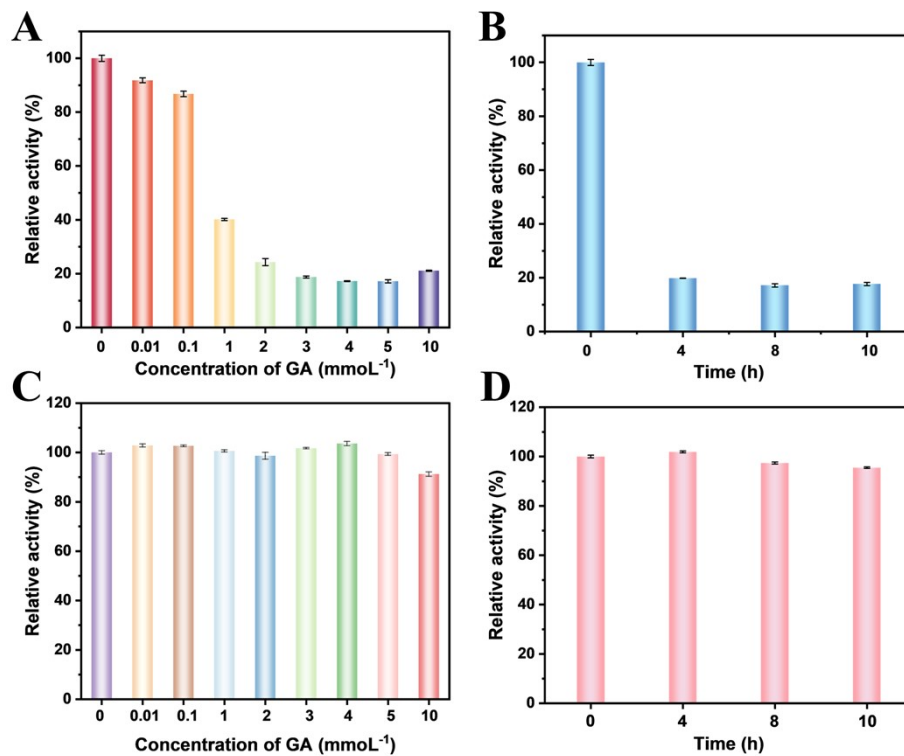 A
Relative activity (%)
100
80
60
40
20
0
0 0.01 0.1 1 2 3 4 5 10
Concentration of GA (mmoL⁻¹)
B
Relative activity (%)
100
80
60
40
20
0
0 4 8 10
Time (h)
C
Relative activity (%)
120
100
80
60
40
20
0
0 0.01 0.1 1 2 3 4 5 10
Concentration of GA (mmoL⁻¹)
D
Relative activity (%)
120
100
80
60
40
20
0
0 4 8 10
Time (h)